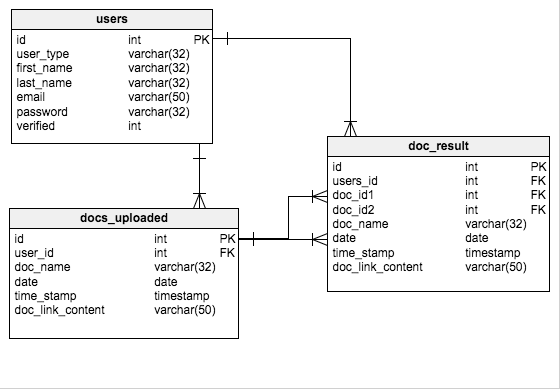 users
id int PK
user_type varchar(32)
first_name varchar(32)
last_name varchar(32)
email varchar(50)
password varchar(32)
verified int
doc_result
id int PK
users_id int FK
doc_id1 int FK
doc_id2 int FK
doc_name varchar(32)
date date
time_stamp timestamp
doc_link_content varchar(50)
docs_uploaded
id int PK
user_id int FK
doc_name varchar(32)
date date
time_stamp timestamp
doc_link_content varchar(50)